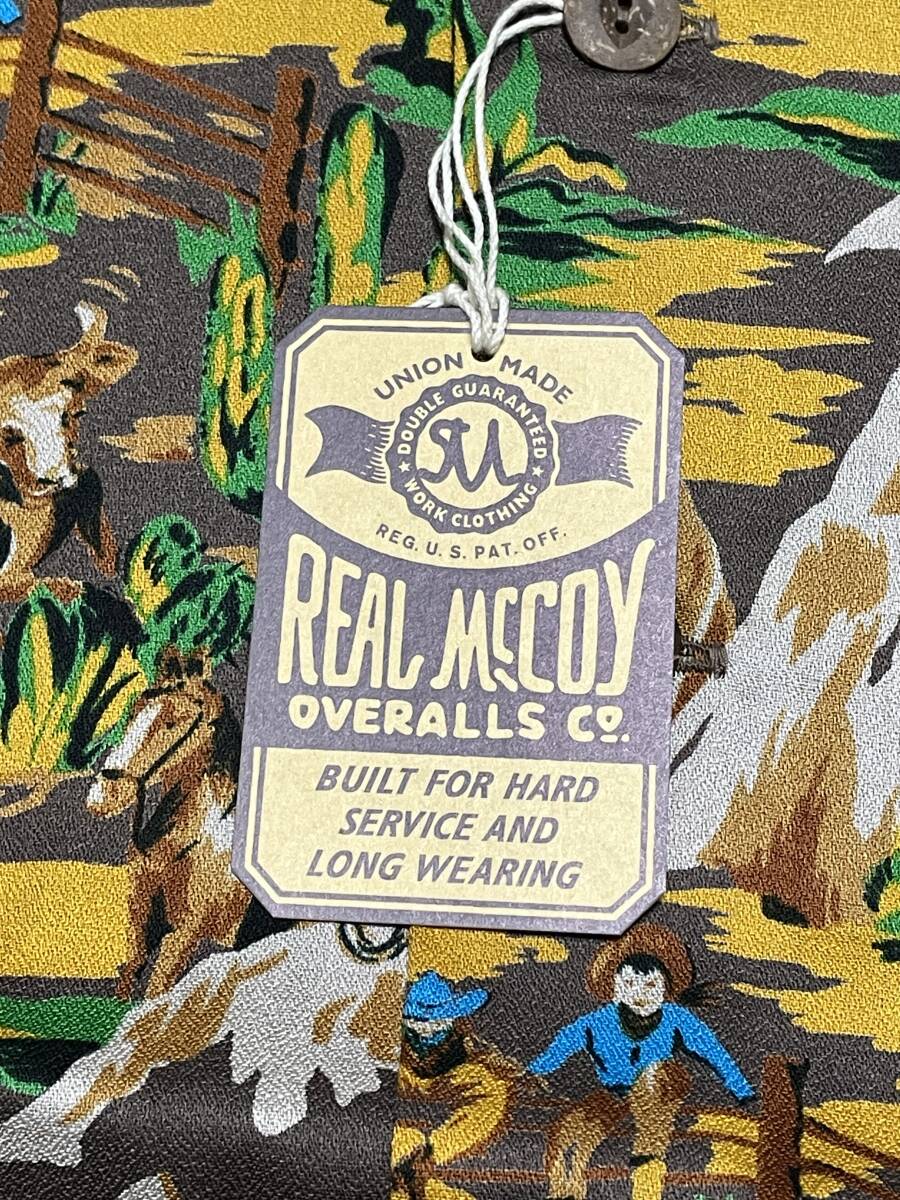 UNION MADE
DOUBLE GUARANTEED
JM
★ WORK CLOTHING ★
REG. U. S. PAT. OFF.
REAL McCOY
OVERALLS CO.
BUILT FOR HARD
SERVICE AND
LONG WEARING